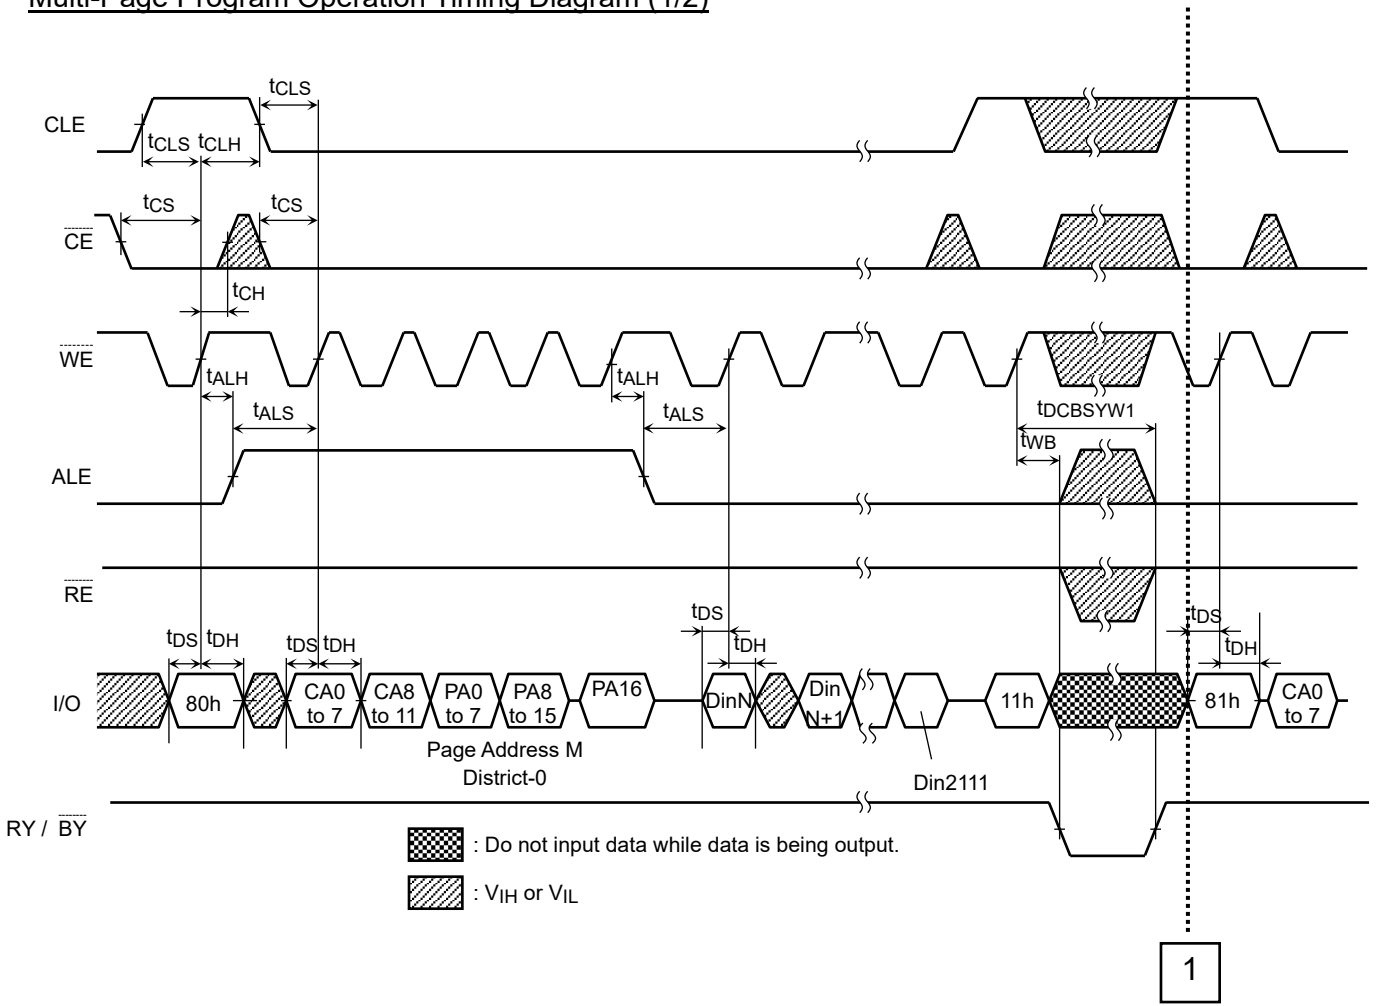 Multi-Page Program Operation Timing Diagram (1/2)
tCLS
CLE
tCLS tCLH
tCS tCS
CE
tCH
WE
tALH tALH
tALS tALS
tDCBSYW1
tWB
ALE
RE
tDS tDH tDS tDH tDS tDH tDS tDH
I/O
80h
CA0 to 7
CA8 to 11
PA0 to 7
PA8 to 15
PA16
DinN
Din N+1
11h
81h
CA0 to 7
Page Address M
District-0
Din2111
RY / BY
: Do not input data while data is being output.
: VIH or VIL
1